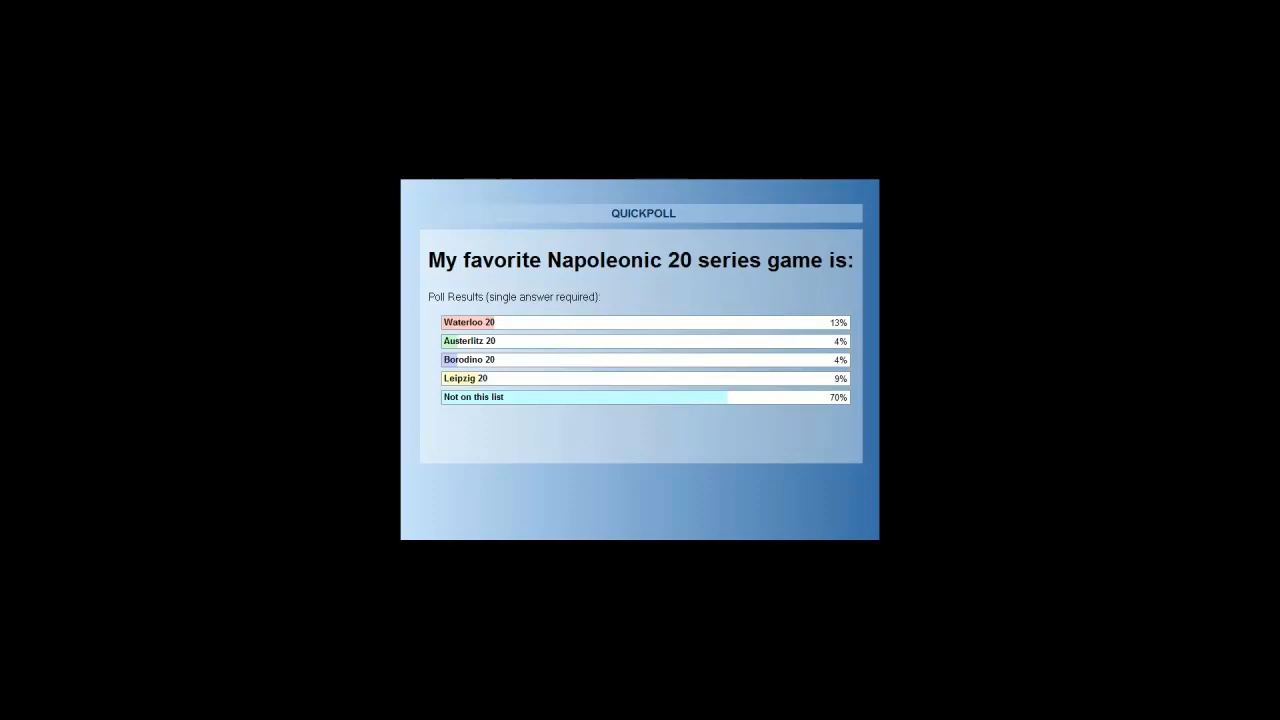 QUICKPOLL
My favorite Napoleonic 20 series game is:
Poll Results (single answer required):
Waterloo 20 13%
Austerlitz 20 4%
Borodino 20 4%
Leipzig 20 9%
Not on this list 70%